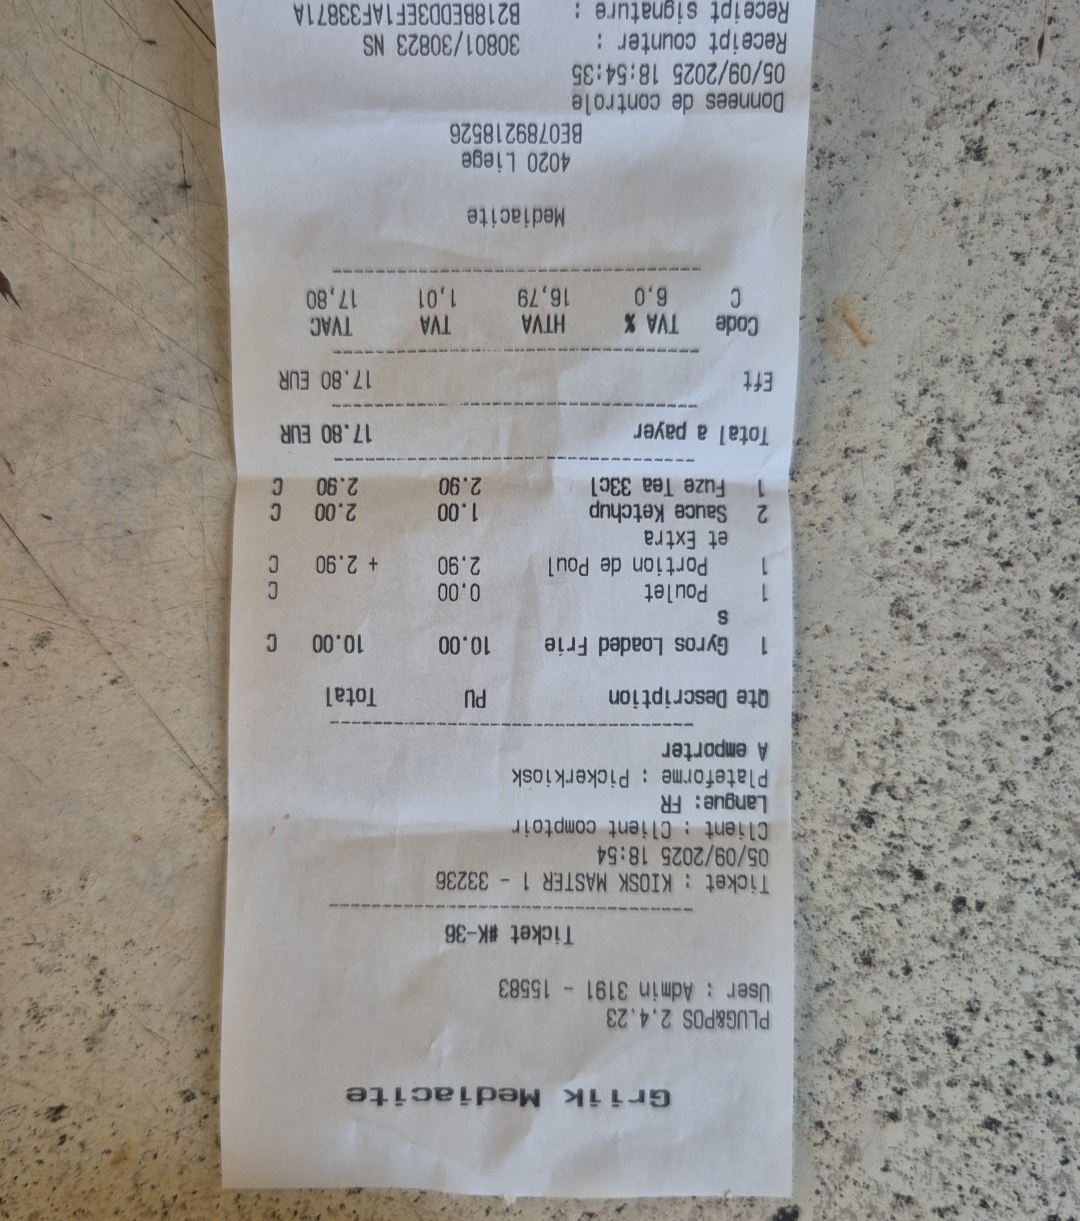 Griik Mediacite
PLUG&POS 2.4.23
User : Admin 3191 - 15583
Ticket #K-36
Ticket : KIOSK MASTER 1 - 33236
05/09/2025 18:54
Client : Client comptoir
Langue: FR
Plateforme : Pickerkiosk
A emporter
Qte Description PU Total
1 Gyros Loaded Frie 10.00 10.00 C
s
1 Poulet 0.00 C
1 Portion de Poul 2.90 + 2.90 C
et Extra
2 Sauce Ketchup 1.00 2.00 C
1 Fuze Tea 33cl 2.90 2.90 C
Total a payer 17.80 EUR
Eft 17.80 EUR
Code TVA % HTVA TVA TVAC
C 6,0 16,79 1,01 17,80
Mediacite
4020 Liege
BE0789218526
Donnees de controle
05/09/2025 18:54:35
Receipt counter : 30801/30823 NS
Receipt signature : B218BEDD3EF1AF33871A